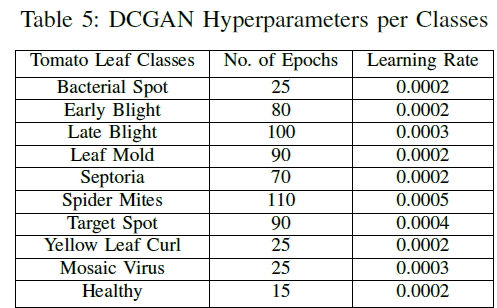 Table 5: DCGAN Hyperparameters per Classes
Tomato Leaf Classes No. of Epochs Learning Rate
Bacterial Spot 25 0.0002
Early Blight 80 0.0002
Late Blight 100 0.0003
Leaf Mold 90 0.0002
Septoria 70 0.0002
Spider Mites 110 0.0005
Target Spot 90 0.0004
Yellow Leaf Curl 25 0.0002
Mosaic Virus 25 0.0003
Healthy 15 0.0002